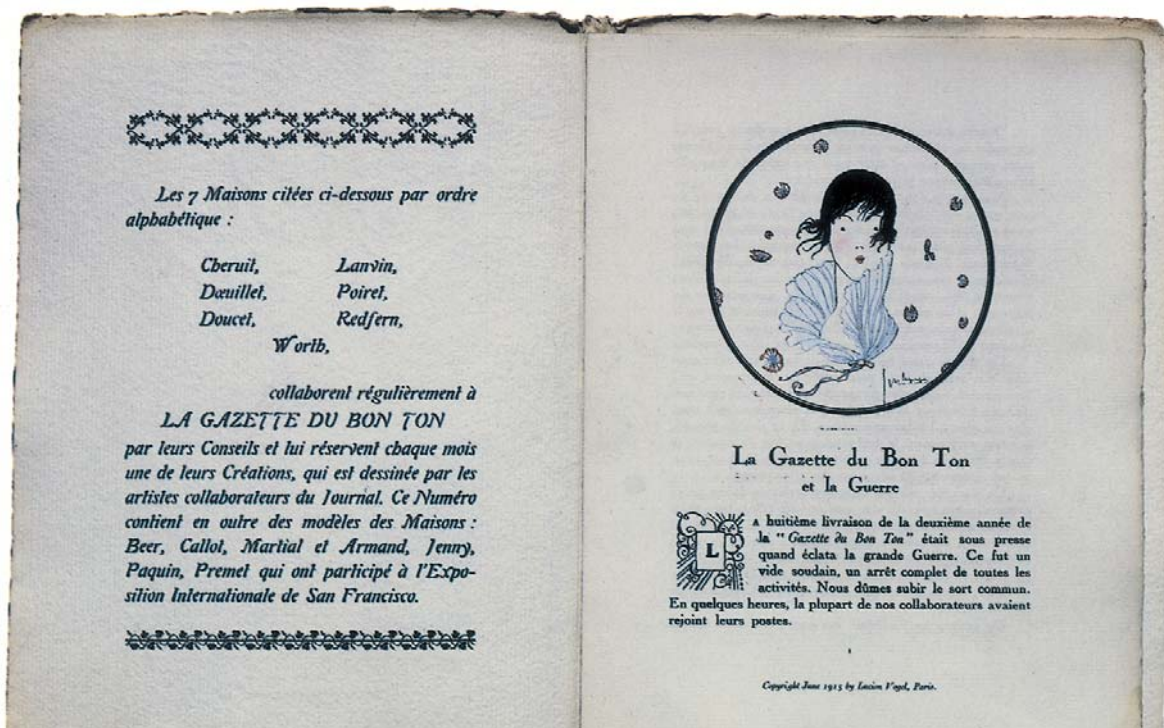 Les 7 Maisons citées ci-dessous par ordre
alphabétique :
Cheruit, Lanvin,
Dœuillet, Poiret,
Doucet, Redfern,
Worth,
collaborent régulièrement à
LA GAZETTE DU BON TON
par leurs Conseils et lui réservent chaque mois
une de leurs Créations, qui est dessinée par les
artistes collaborateurs du Journal. Ce Numéro
contient en outre des modèles des Maisons :
Beer, Callot, Martial et Armand, Jenny,
Paquin, Premet qui ont participé à l'Expo-
sition Internationale de San Francisco.
La Gazette du Bon Ton
et la Guerre
LA huitième livraison de la deuxième année de
la "Gazette du Bon Ton" était sous presse
quand éclata la grande Guerre. Ce fut un
vide soudain, un arrêt complet de toutes les
activités. Nous dûmes subir le sort commun.
En quelques heures, la plupart de nos collaborateurs avaient
rejoint leurs postes.
1
Copyright June 1915 by Lucien Vogel, Paris.